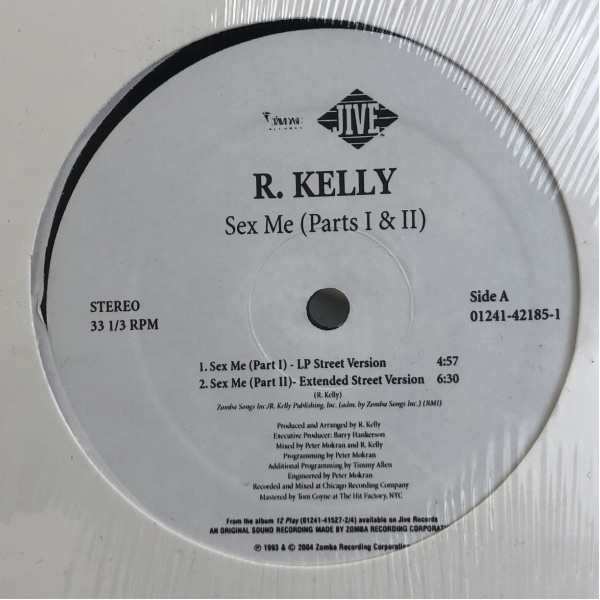 JIVE
R. KELLY
Sex Me (Parts I & II)
STEREO
33 1/3 RPM
Side A
01241-42185-1
1. Sex Me (Part I) - LP Street Version 4:57
2. Sex Me (Part II)- Extended Street Version 6:30
(R. Kelly)
Zomba Songs Inc./R. Kelly Publishing, Inc. (adm. by Zomba Songs Inc.) (BMI)
Produced and Arranged by R. Kelly
Executive Producer: Barry Hankerson
Mixed by Peter Mokran and R. Kelly
Programming by Peter Mokran
Additional Programming by Timmy Allen
Engineered by Peter Mokran
Recorded and Mixed at Chicago Recording Company
Mastered by Tom Coyne at The Hit Factory, NYC
From the album 12 Play (01241-41527-2/4) available on Jive Records
AN ORIGINAL SOUND RECORDING MADE BY ZOMBA RECORDING CORPORATI
℗ 1993 & © 2004 Zomba Recording Corporation